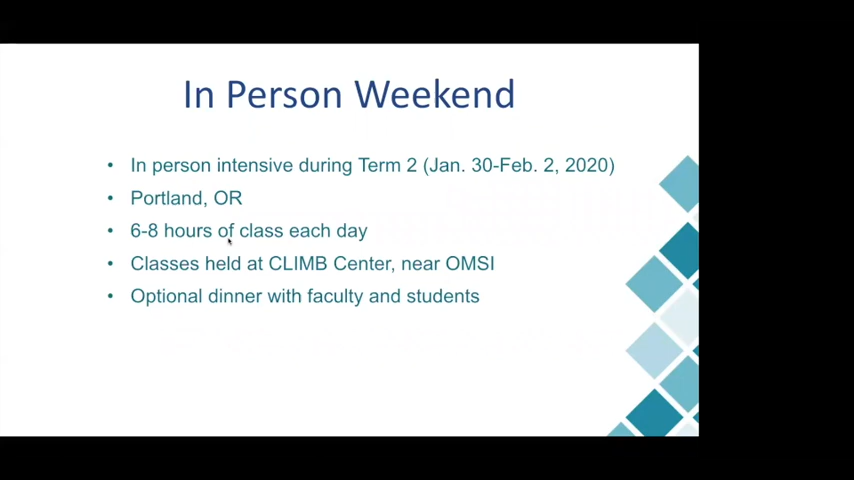 In Person Weekend
• In person intensive during Term 2 (Jan. 30-Feb. 2, 2020)
• Portland, OR
• 6-8 hours of class each day
• Classes held at CLIMB Center, near OMSI
• Optional dinner with faculty and students